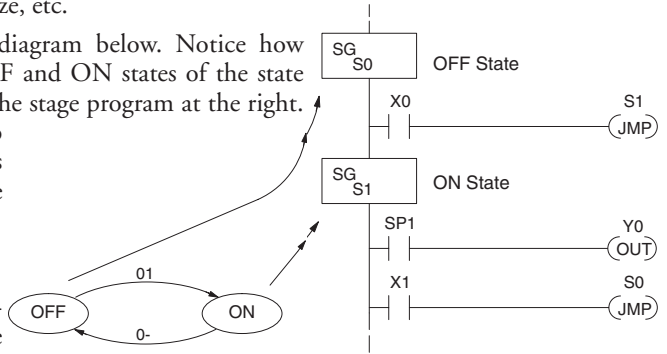 ze, etc.
diagram below. Notice how
F and ON states of the state
he stage program at the right.
s
e
e
SG
S0
OFF State
X0
S1
JMP
SG
S1
ON State
SP1
Y0
OUT
X1
S0
JMP
OFF
01
ON
0-